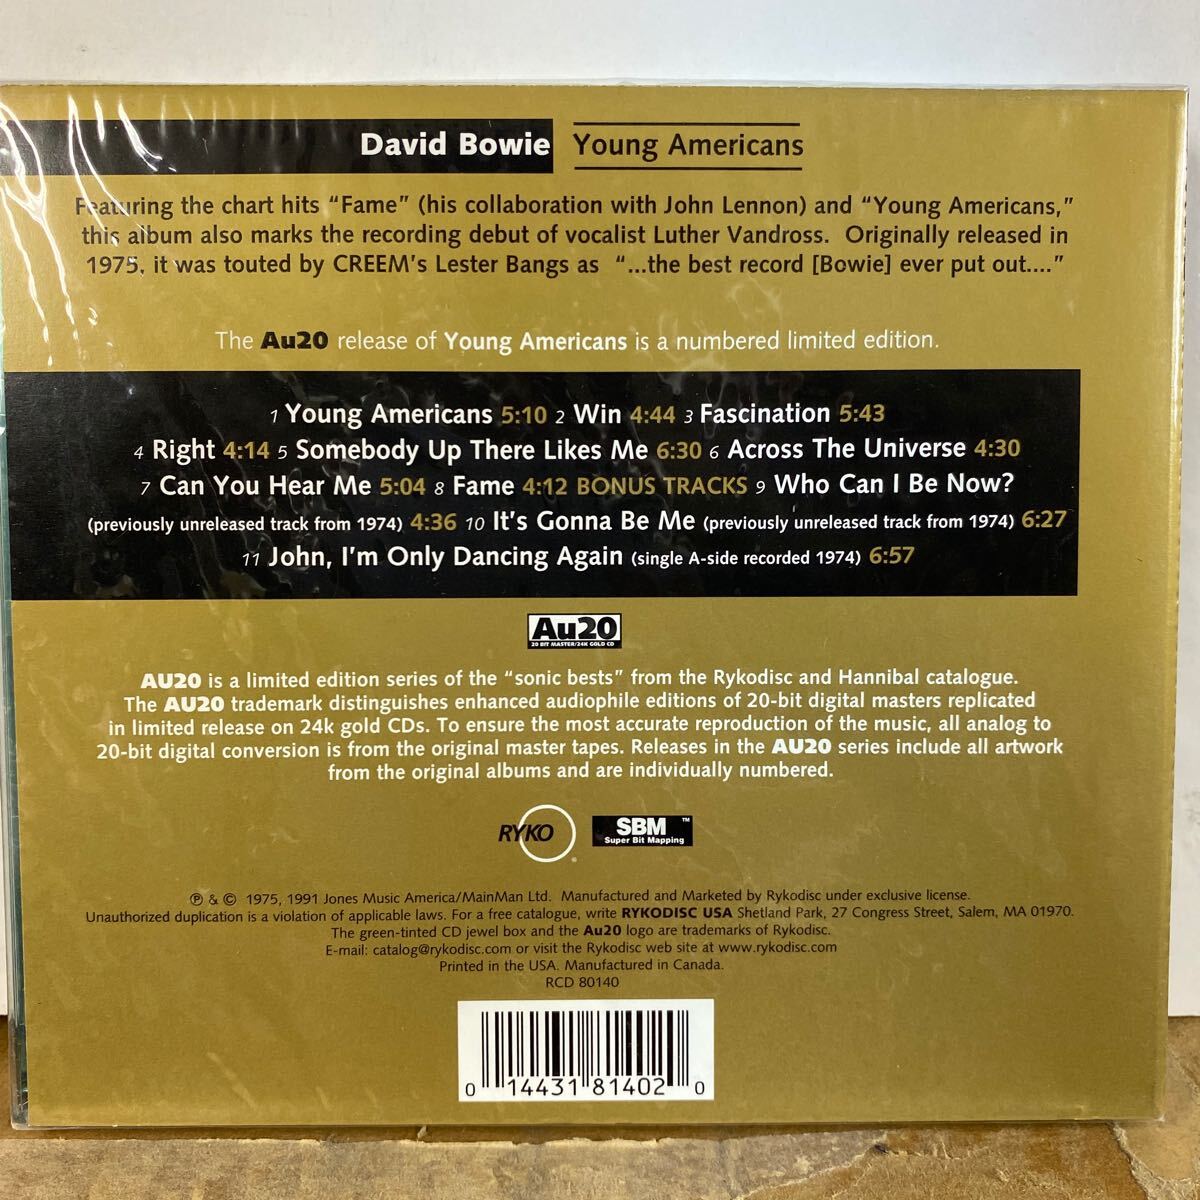 David Bowie Young Americans
Featuring the chart hits “Fame” (his collaboration with John Lennon) and “Young Americans,”
this album also marks the recording debut of vocalist Luther Vandross. Originally released in
1975, it was touted by CREEM’s Lester Bangs as “...the best record [Bowie] ever put out....”
The Au20 release of Young Americans is a numbered limited edition.
1 Young Americans 5:10 2 Win 4:44 3 Fascination 5:43
4 Right 4:14 5 Somebody Up There Likes Me 6:30 6 Across The Universe 4:30
7 Can You Hear Me 5:04 8 Fame 4:12 BONUS TRACKS 9 Who Can I Be Now?
(previously unreleased track from 1974) 4:36 10 It's Gonna Be Me (previously unreleased track from 1974) 6:27
11 John, I'm Only Dancing Again (single A-side recorded 1974) 6:57
Au20
20 BIT MASTER/24K GOLD CD
AU20 is a limited edition series of the “sonic bests” from the Rykodisc and Hannibal catalogue.
The AU20 trademark distinguishes enhanced audiophile editions of 20-bit digital masters replicated
in limited release on 24k gold CDs. To ensure the most accurate reproduction of the music, all analog to
20-bit digital conversion is from the original master tapes. Releases in the AU20 series include all artwork
from the original albums and are individually numbered.
RYKO ® SBM ™
Super Bit Mapping
℗ & © 1975, 1991 Jones Music America/MainMan Ltd. Manufactured and Marketed by Rykodisc under exclusive license.
Unauthorized duplication is a violation of applicable laws. For a free catalogue, write RYKODISC USA Shetland Park, 27 Congress Street, Salem, MA 01970.
The green-tinted CD jewel box and the Au20 logo are trademarks of Rykodisc.
E-mail: catalog@rykodisc.com or visit the Rykodisc web site at www.rykodisc.com
Printed in the USA. Manufactured in Canada.
RCD 80140
0 14431 81402 0